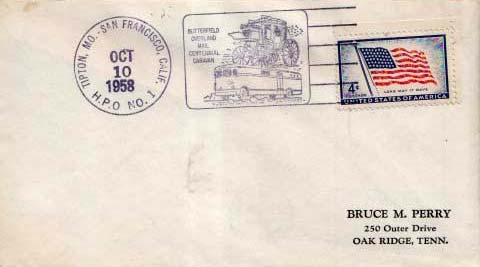 TIPTON, MO.-SAN FRANCISCO, CALIF.
OCT
10
1958
H.P.O NO. 1
BUTTERFIELD
OVERLAND
MAIL
CENTENNIAL
CARAVAN
4¢
LONG MAY IT WAVE
UNITED STATES OF AMERICA
BRUCE M. PERRY
250 Outer Drive
OAK RIDGE, TENN.